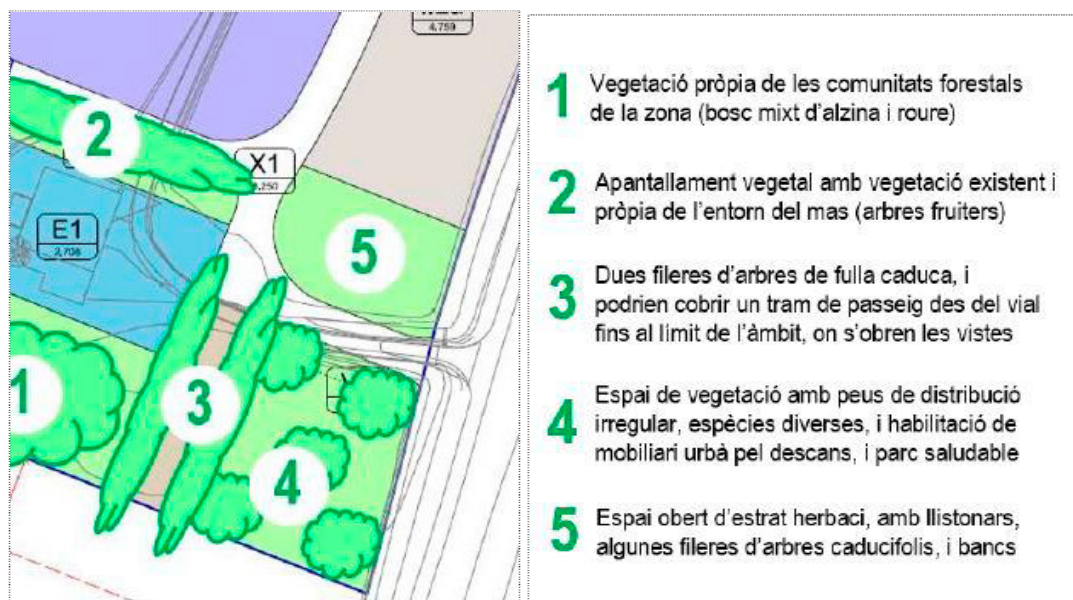 4,759
2
X1
,250
E1
2,708
5
1
3
4
1 Vegetació pròpia de les comunitats forestals
de la zona (bosc mixt d'alzina i roure)
2 Apantallament vegetal amb vegetació existent i
pròpia de l'entorn del mas (arbres fruiters)
3 Dues fileres d'arbres de fulla caduca, i
podrien cobrir un tram de passeig des del vial
fins al límit de l'àmbit, on s'obren les vistes
4 Espai de vegetació amb peus de distribució
irregular, espècies diverses, i habilitació de
mobiliari urbà pel descans, i parc saludable
5 Espai obert d'estrat herbaci, amb llistonars,
algunes fileres d'arbres caducifolis, i bancs